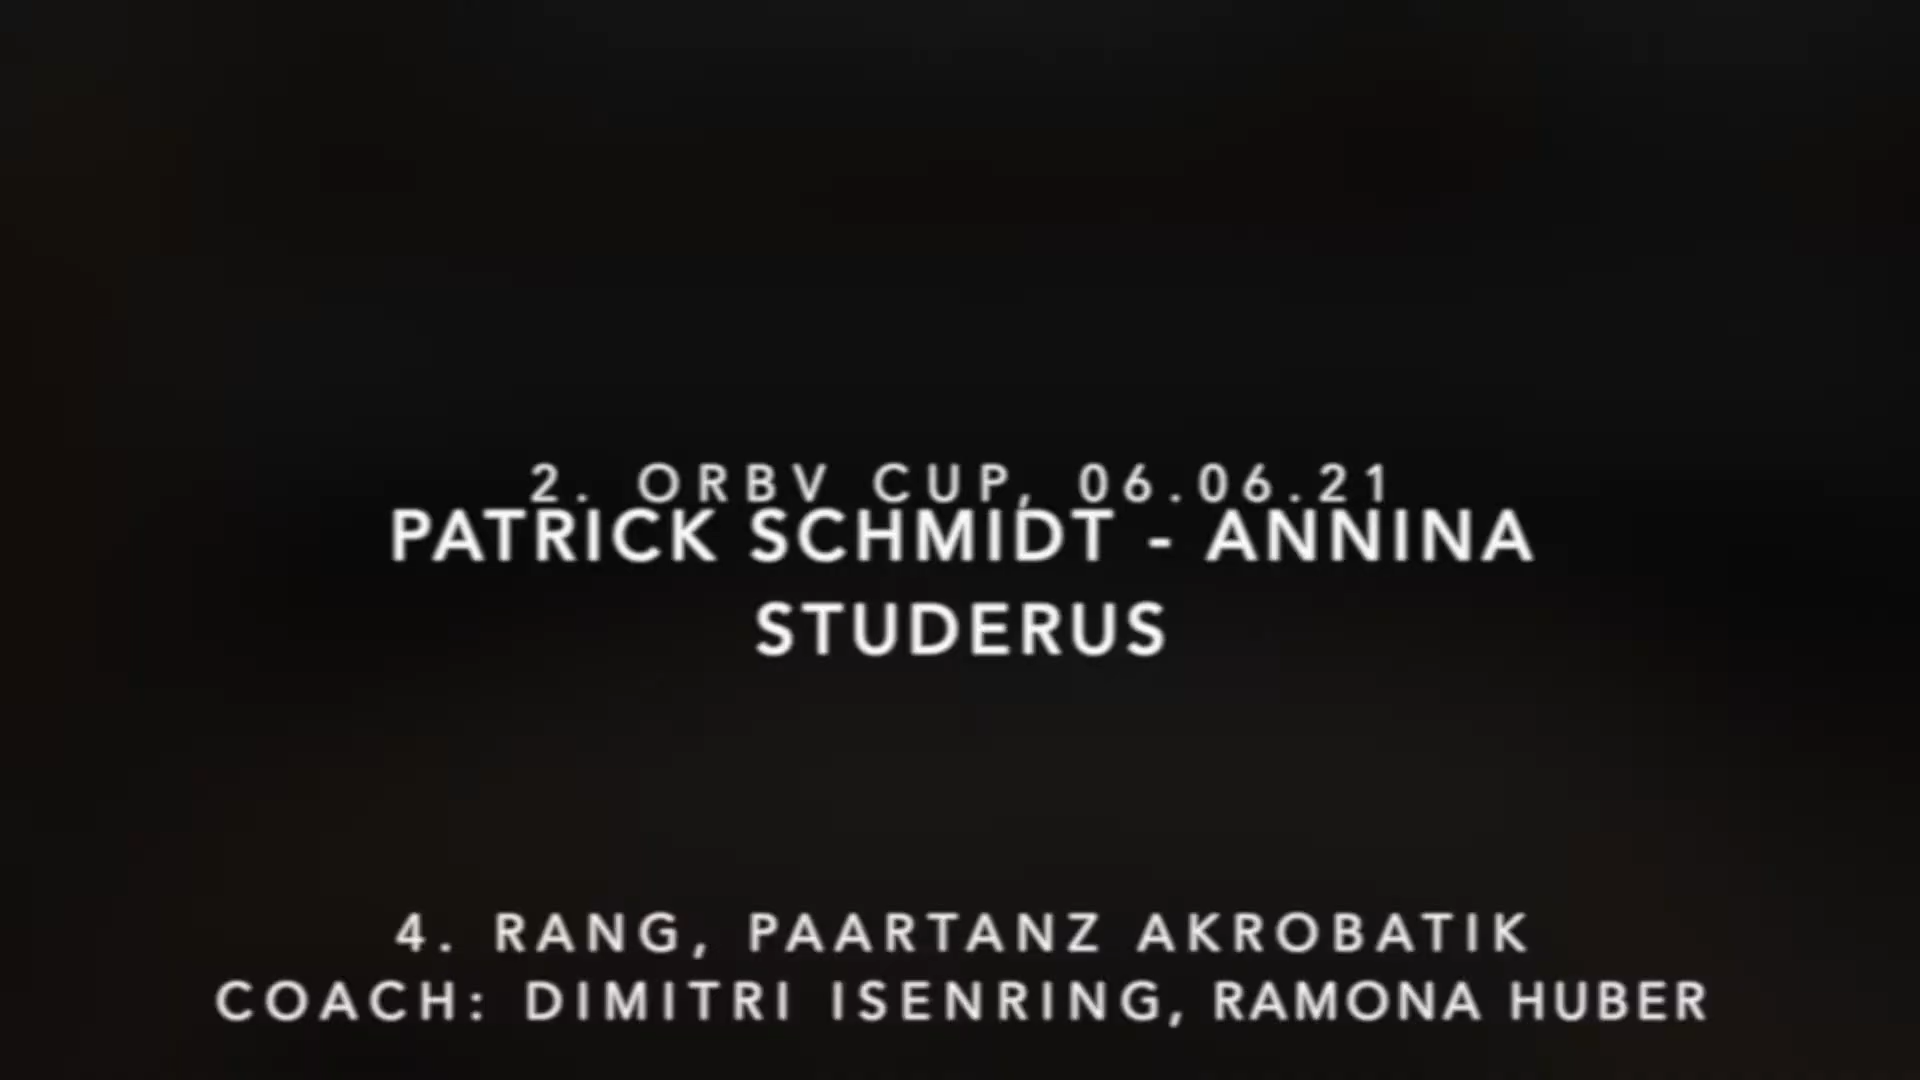 2. ORBV CUP, 06.06.21
PATRICK SCHMIDT - ANNINA
STUDERUS
4. RANG, PAARTANZ AKROBATIK
COACH: DIMITRI ISENRING, RAMONA HUBER